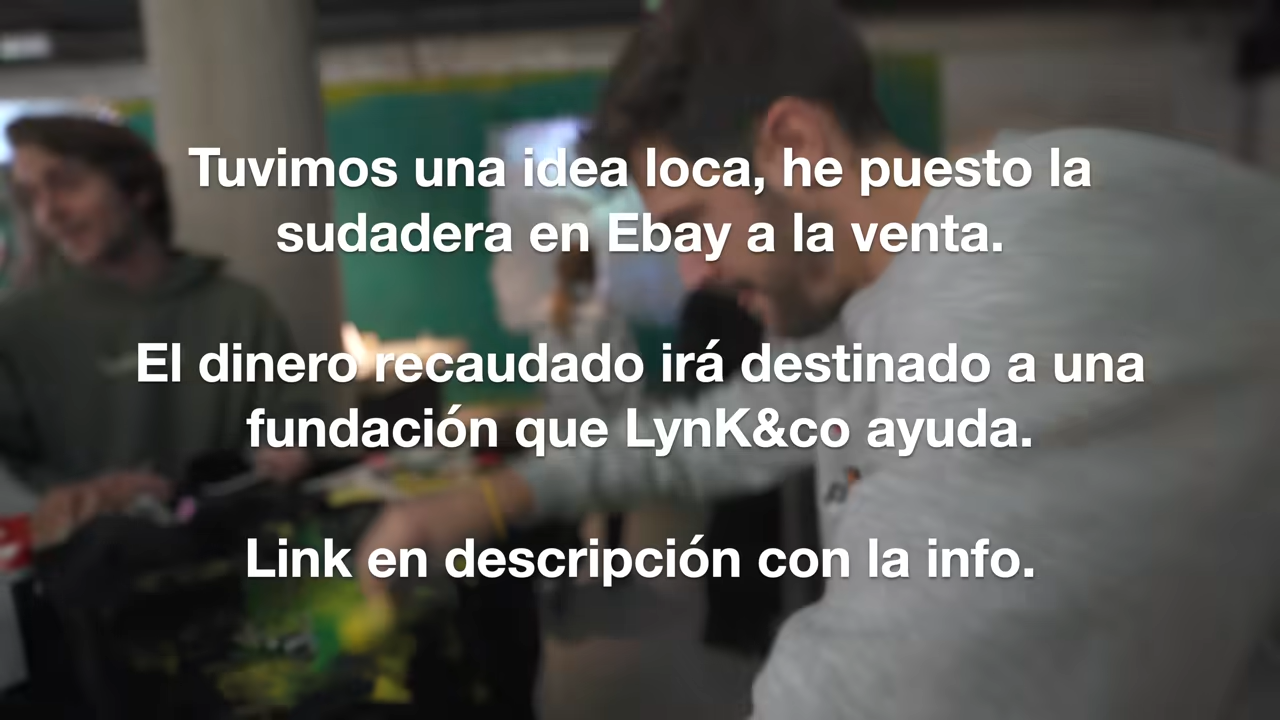 Tuvimos una idea loca, he puesto la
sudadera en Ebay a la venta.
El dinero recaudado irá destinado a una
fundación que LynK&co ayuda.
Link en descripción con la info.